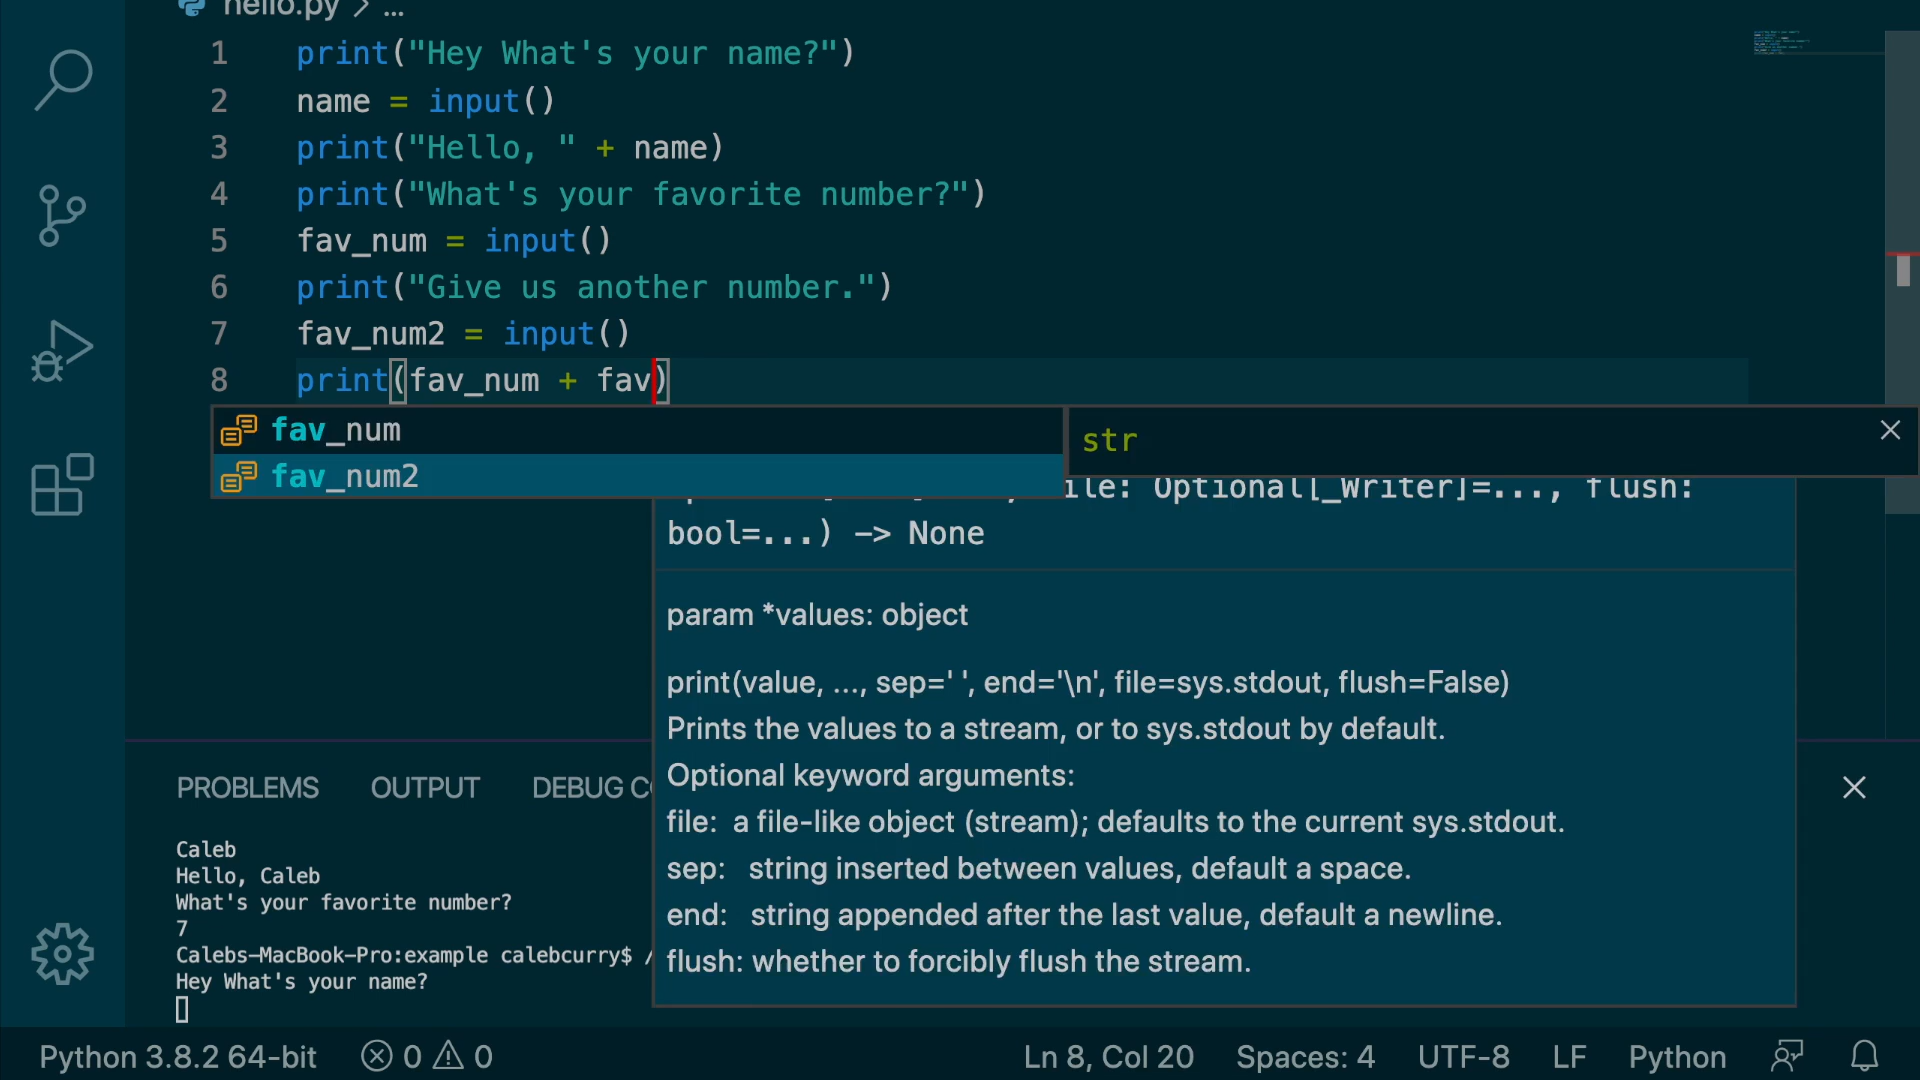 hello.py > ...
1 print("Hey What's your name?")
2 name = input()
3 print("Hello, " + name)
4 print("What's your favorite number?")
5 fav_num = input()
6 print("Give us another number.")
7 fav_num2 = input()
8 print(fav_num + fav)
fav_num
fav_num2
str
file: Optional[_Writer]=..., flush:
bool=...) -> None
param *values: object
print(value, ..., sep=' ', end='\n', file=sys.stdout, flush=False)
Prints the values to a stream, or to sys.stdout by default.
Optional keyword arguments:
file: a file-like object (stream); defaults to the current sys.stdout.
sep: string inserted between values, default a space.
end: string appended after the last value, default a newline.
flush: whether to forcibly flush the stream.
PROBLEMS OUTPUT DEBUG
Caleb
Hello, Caleb
What's your favorite number?
7
Calebs-MacBook-Pro:example calebcurry$ /
Hey What's your name?
Python 3.8.2 64-bit 0 0 Ln 8, Col 20 Spaces: 4 UTF-8 LF Python